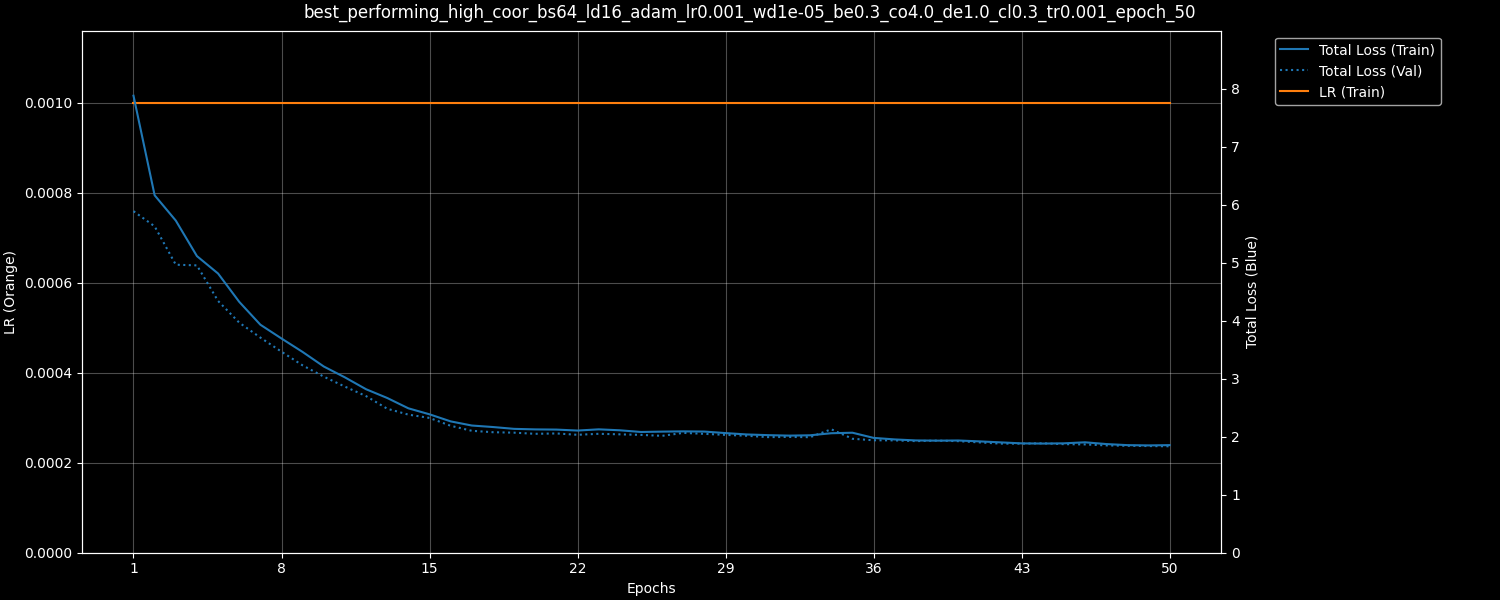 best_performing_high_coor_bs64_ld16_adam_lr0.001_wd1e-05_be0.3_co4.0_de1.0_cl0.3_tr0.001_epoch_50
Total Loss (Train)
Total Loss (Val)
LR (Train)
LR (Orange)
0.0010
0.0008
0.0006
0.0004
0.0002
0.0000
8
7
6
5
4
3
2
1
0
Total Loss (Blue)
1 8 15 22 29 36 43 50
Epochs